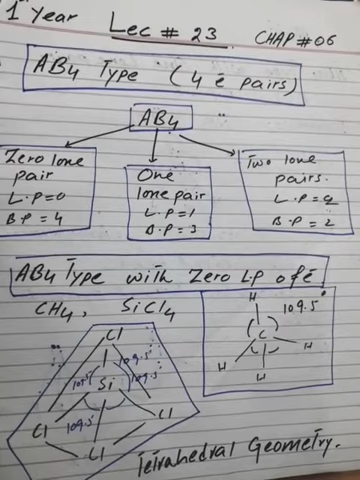 1 Year Lec # 23 CHAP # 06
AB4 Type (4 e pairs)
AB4
Zero lone
pair
L.P=0
B.P=4
One
lone pair
L.P=1
B.P=3
Two lone
pairs.
L.P=2
B.P=2
AB4 Type with Zero LP of e
CH4, SiCl4
Cl
109.5°
Si
109.5°
109.5°
109.5°
Cl
Cl
Cl
H
109.5°
C
H
H
H
Tetrahedral Geometry.